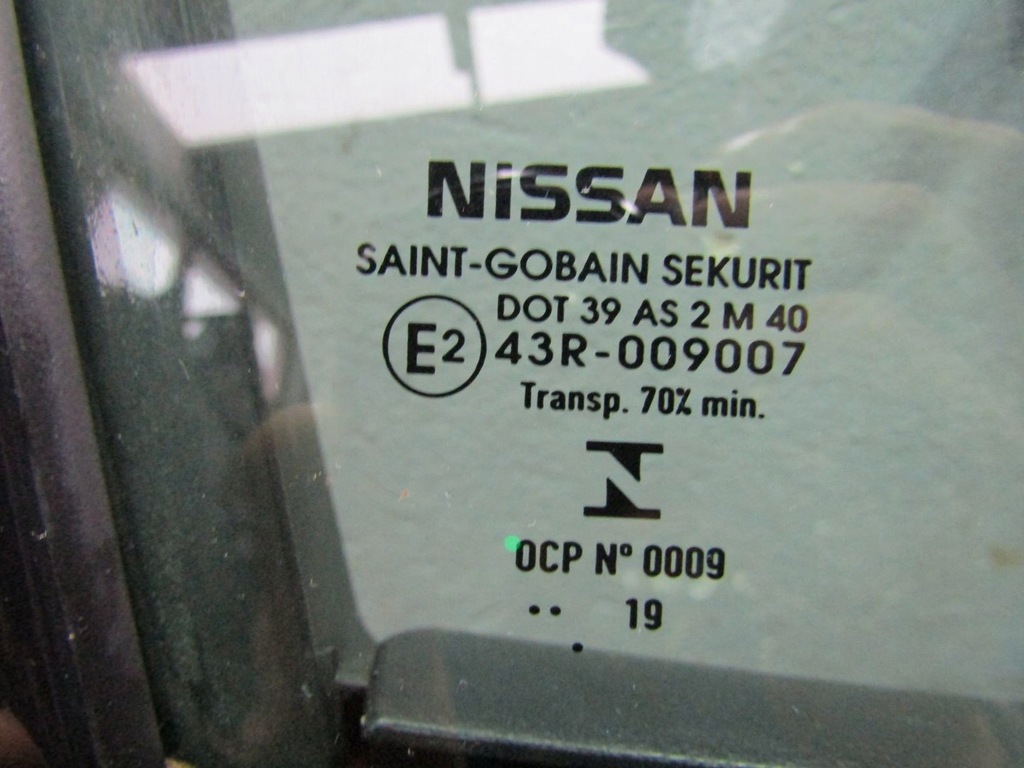 NISSAN
SAINT-GOBAIN SEKURIT
DOT 39 AS 2 M 40
E2 43R-009007
Transp. 70% min.
OCP Nº 0009
.. 19
.